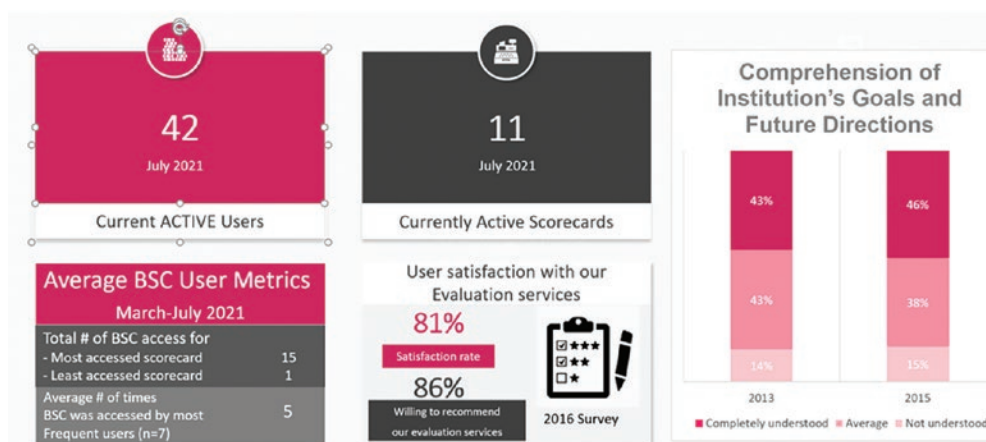 42
July 2021
Current ACTIVE Users
11
July 2021
Currently Active Scorecards
Average BSC User Metrics
March-July 2021
Total # of BSC access for
- Most accessed scorecard 15
- Least accessed scorecard 1
Average # of times
BSC was accessed by most 5
Frequent users (n=7)
User satisfaction with our
Evaluation services
81%
Satisfaction rate
86%
Willing to recommend
our evaluation services
2016 Survey
Comprehension of
Institution's Goals and
Future Directions
43% 46%
43% 38%
14% 15%
2013 2015
Completely understood Average Not understood